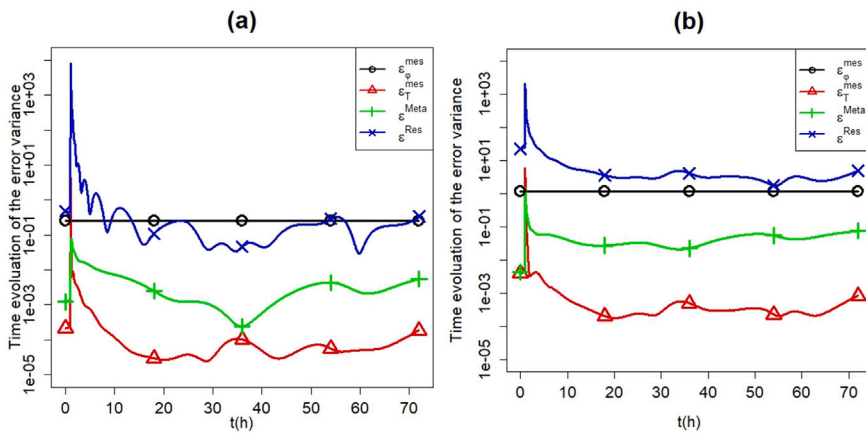 (a)
Time evoluation of the error variance
1e-05 1e-03 1e-01 1e+01 1e+03
0 10 20 30 40 50 60 70
t(h)
ε_φ^mes
ε_T^mes
ε^Meta
ε^Res
(b)
Time evoluation of the error variance
1e-05 1e-03 1e-01 1e+01 1e+03
0 10 20 30 40 50 60 70
t(h)
ε_φ^mes
ε_T^mes
ε^Meta
ε^Res